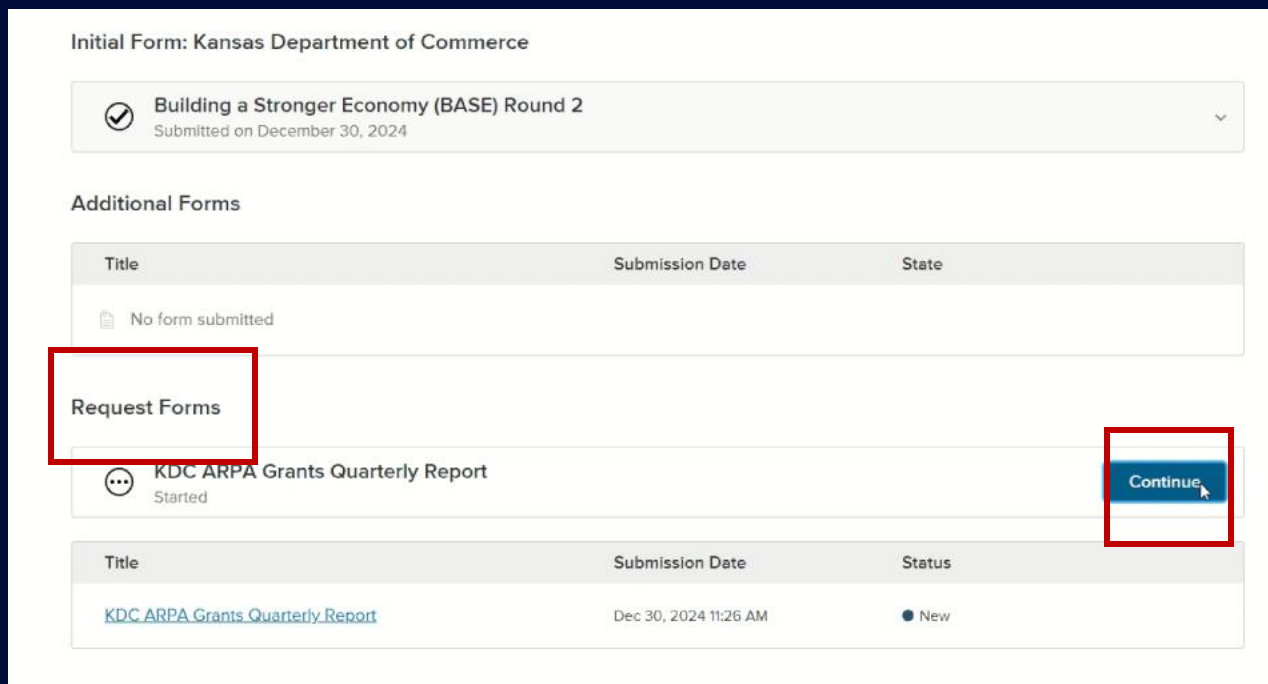 Initial Form: Kansas Department of Commerce
Building a Stronger Economy (BASE) Round 2
Submitted on December 30, 2024
Additional Forms
Title Submission Date State
No form submitted
Request Forms
KDC ARPA Grants Quarterly Report
Started
Continue
Title Submission Date Status
KDC ARPA Grants Quarterly Report Dec 30, 2024 11:26 AM New